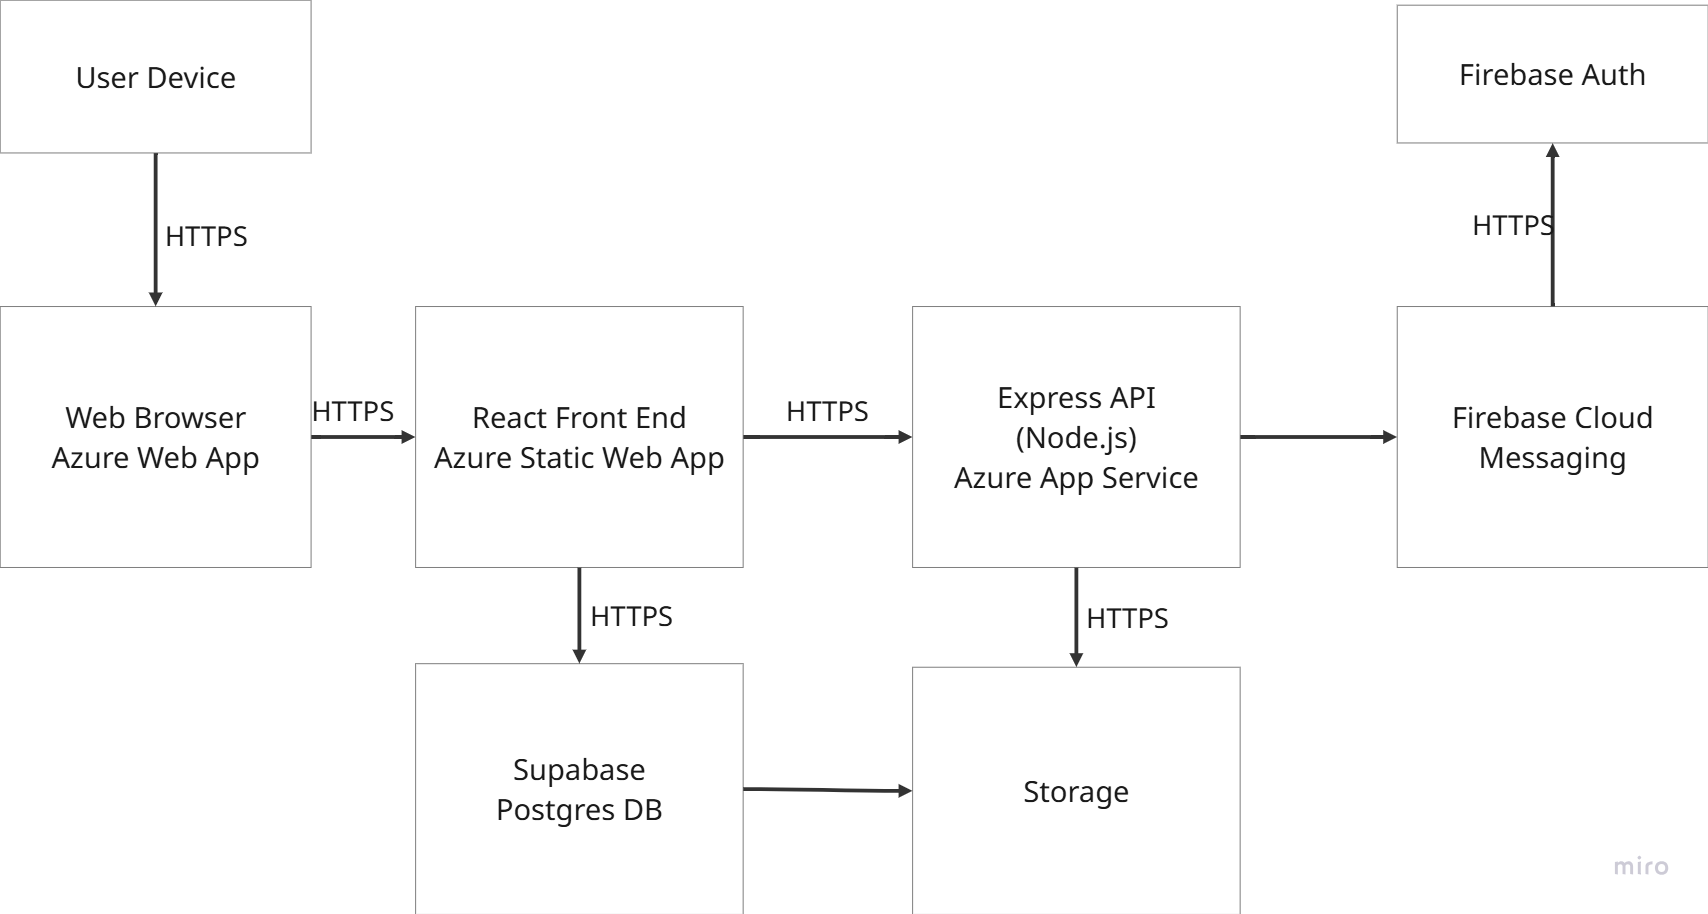 User Device
Firebase Auth
HTTPS
HTTPS
Web Browser
Azure Web App
HTTPS
React Front End
Azure Static Web App
HTTPS
Express API
(Node.js)
Azure App Service
Firebase Cloud
Messaging
HTTPS
HTTPS
Supabase
Postgres DB
Storage
miro